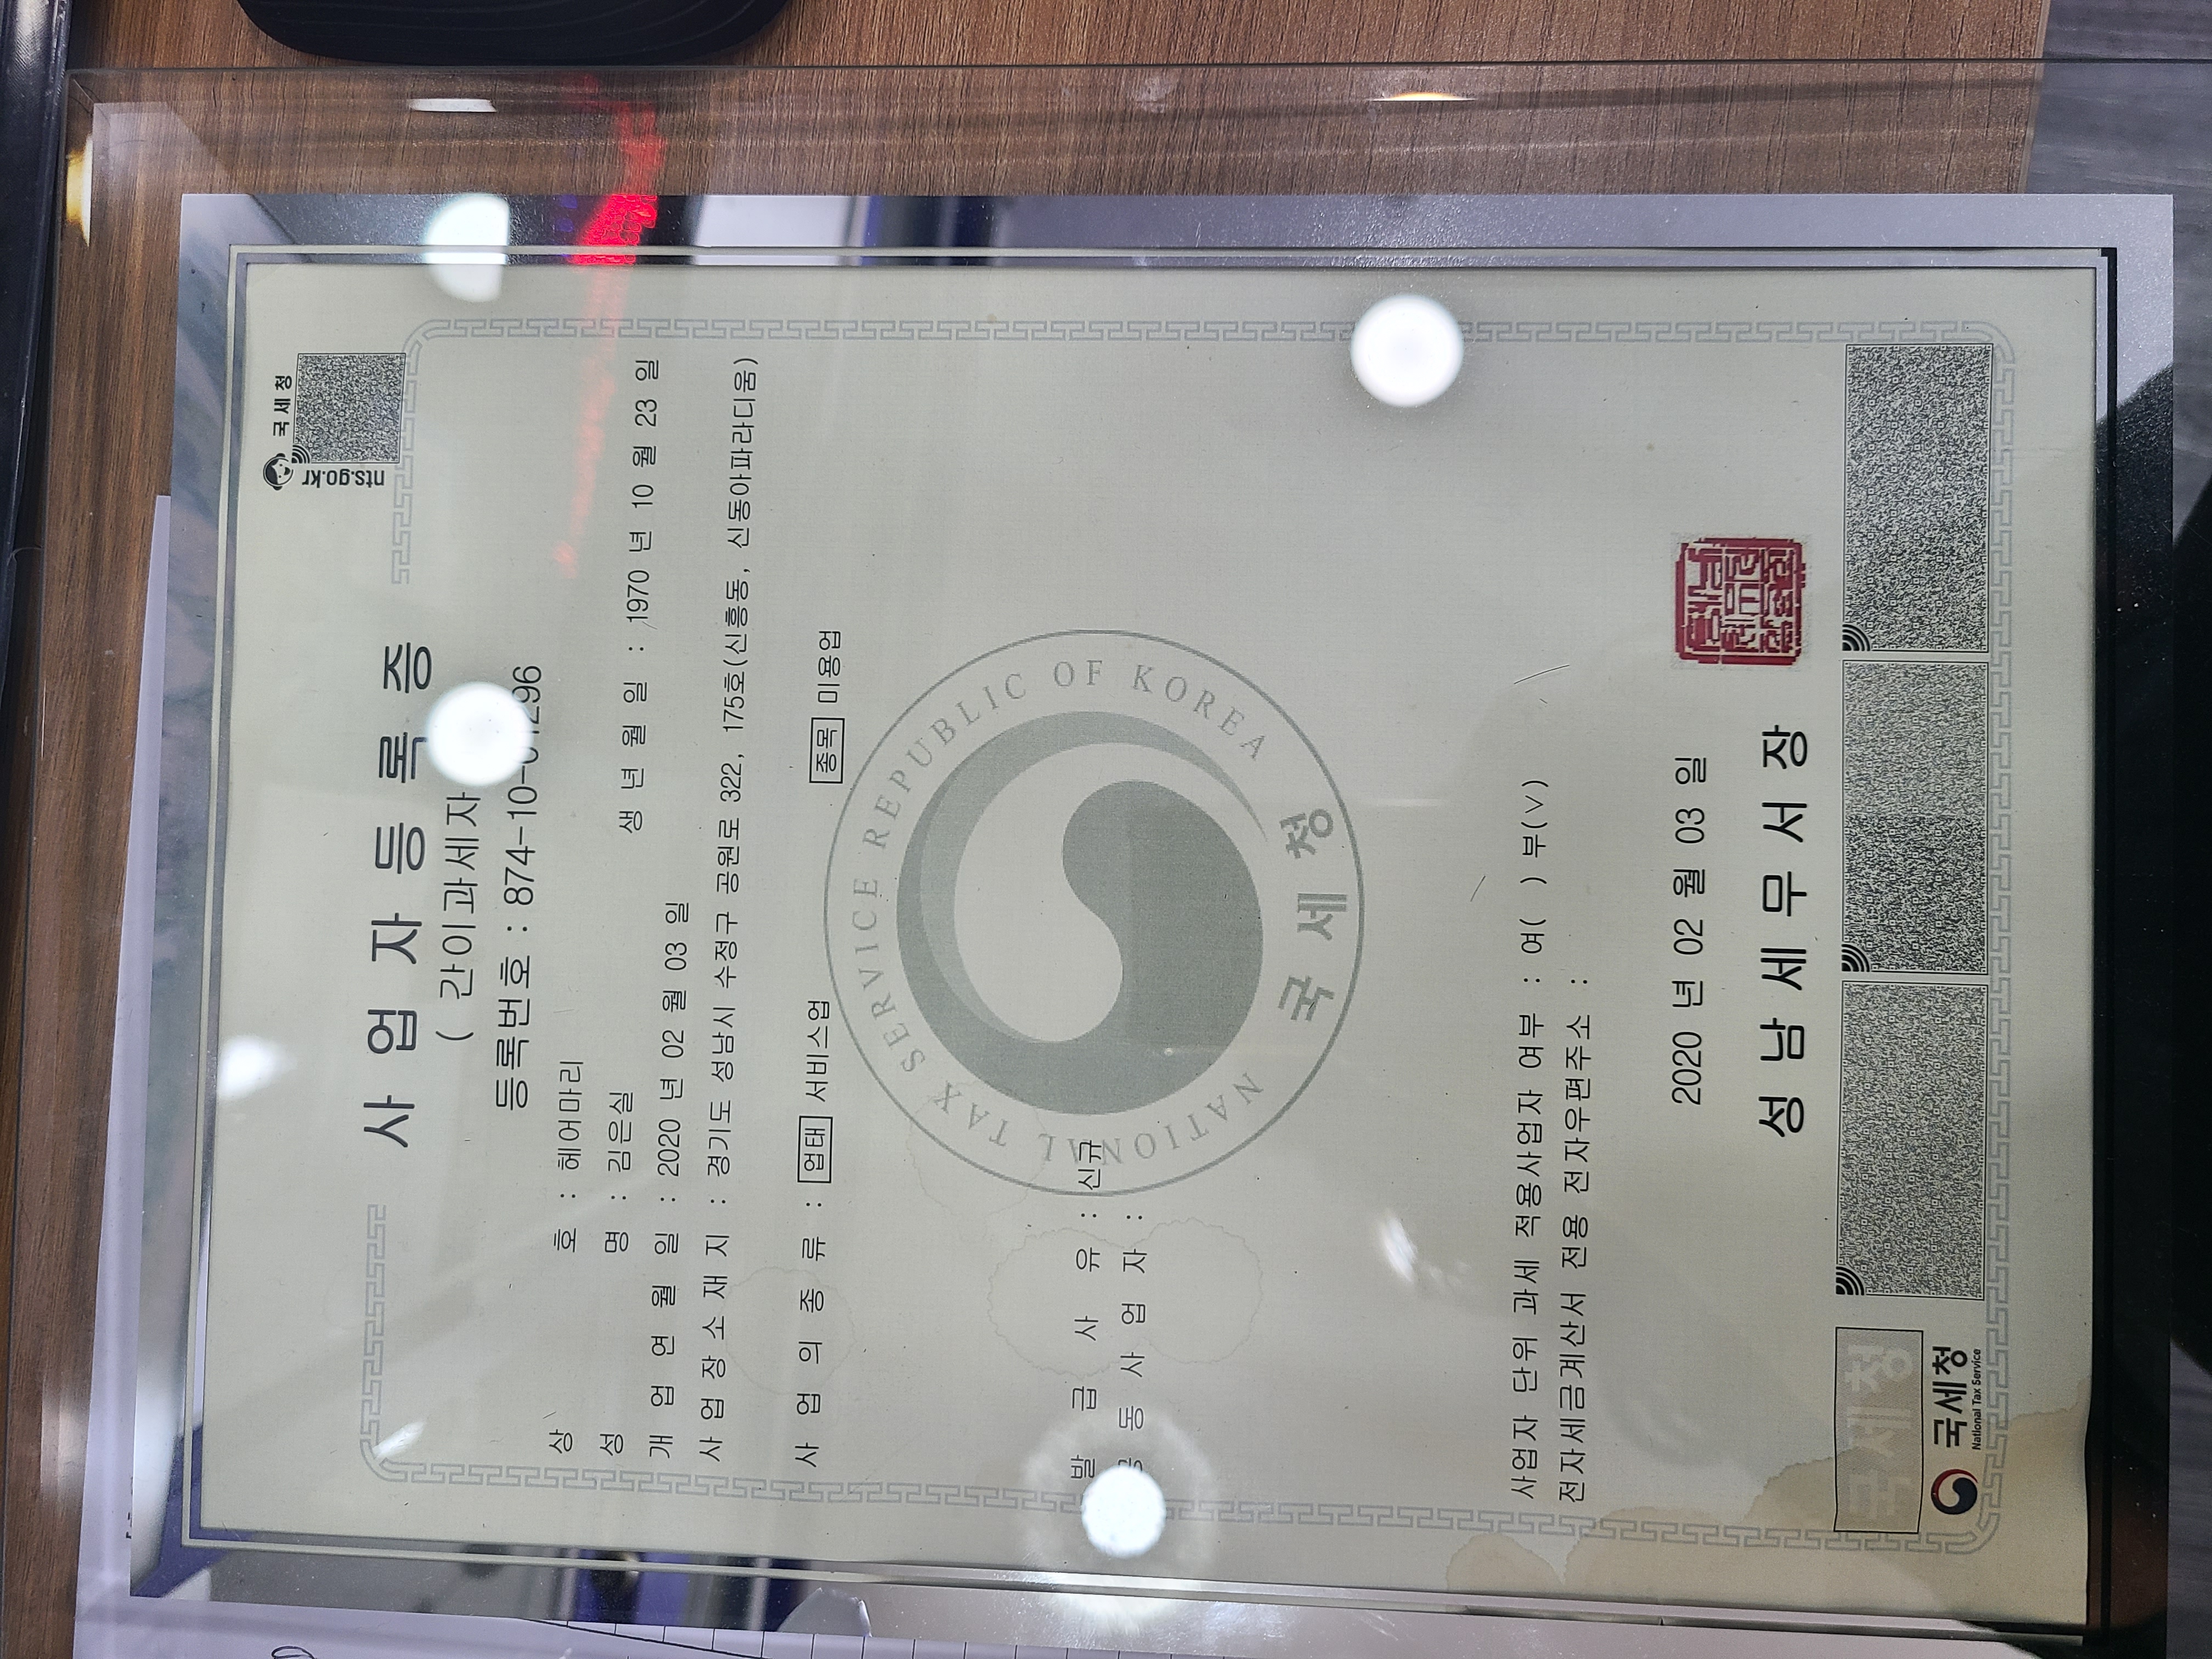 국세청
nts.go.kr
사업자등록증
( 간이과세자
등록번호 : 874-10-01296
상 호 : 헤어마리
성 명 : 김은실 생 년 월 일 : 1970 년 10 월 23 일
개 업 연 월 일 : 2020 년 02 월 03 일
사 업 장 소 재 지 : 경기도 성남시 수정구 공원로 322, 175호(신흥동, 신동아파라디움)
사 업 의 종 류 : 업태 서비스업 종목 미용업
NATIONAL TAX SERVICE REPUBLIC OF KOREA
국세청
발 급 사 유 : 신규
공 동 사 업 자 :
사업자 단위 과세 적용사업자 여부 : 여( ) 부(∨)
전자세금계산서 전용 전자우편주소 :
2020 년 02 월 03 일
성 남 세 무 서 장
국세청
국세청
National Tax Service